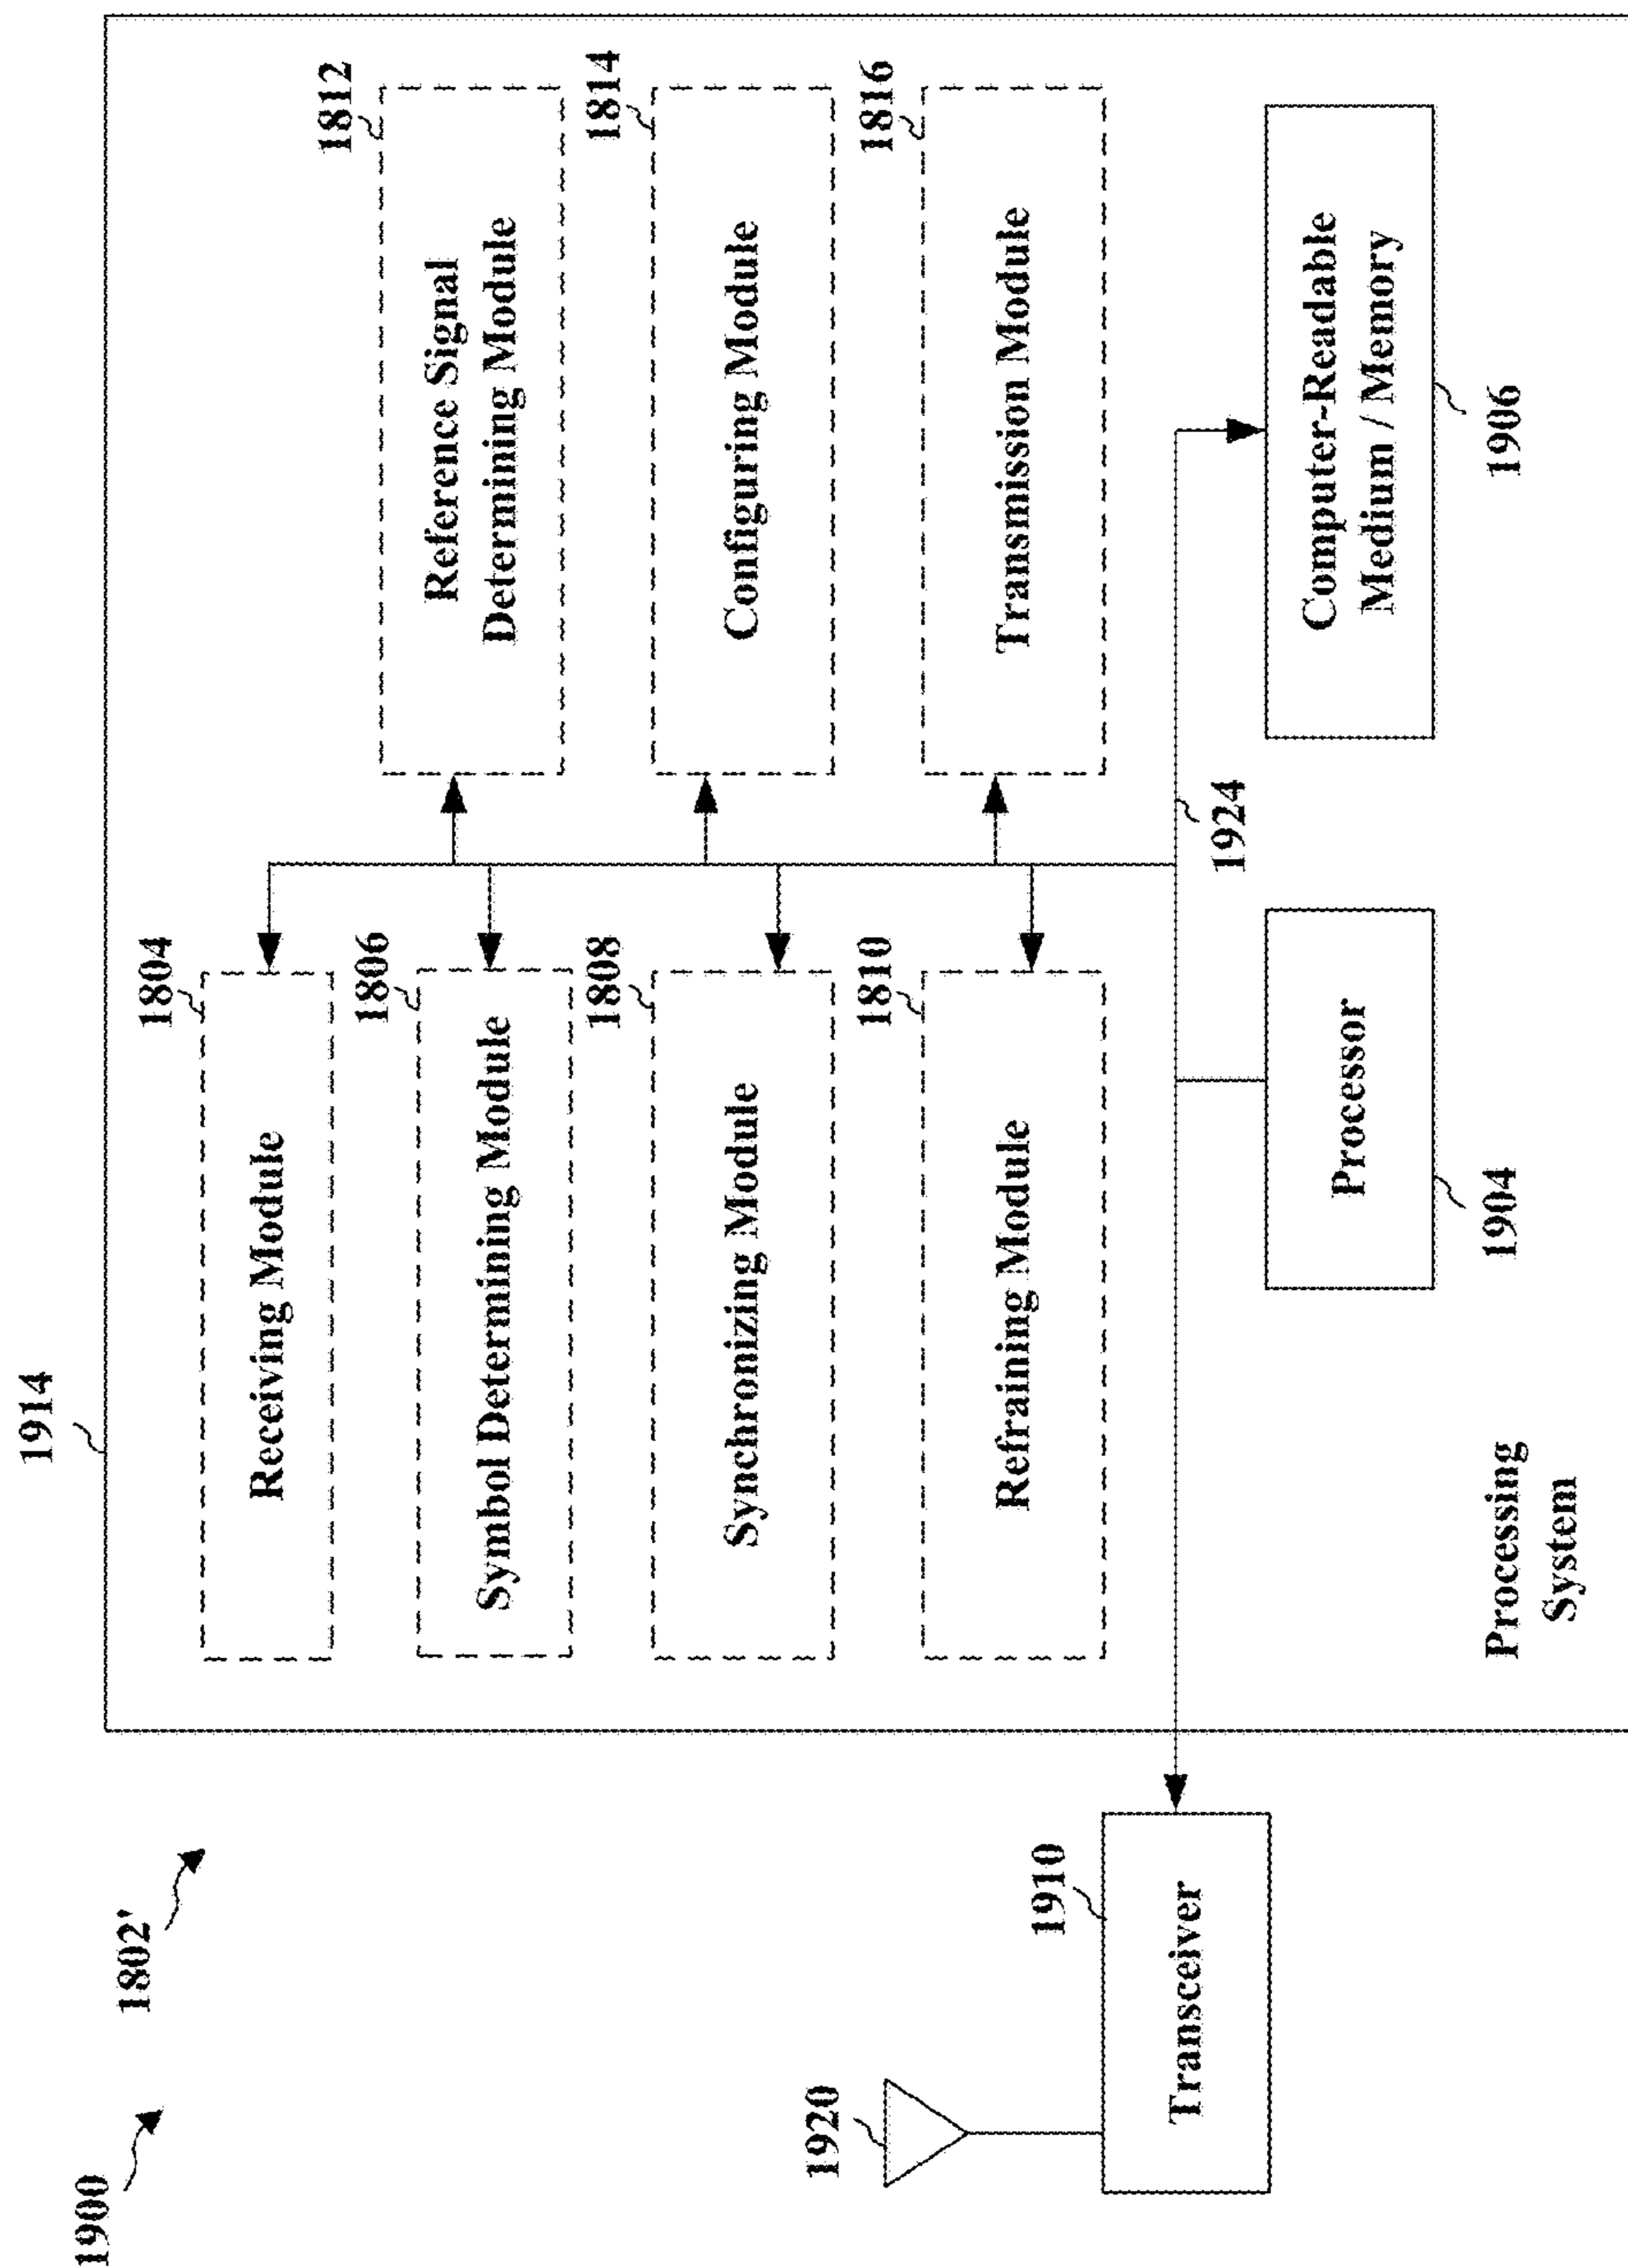 1900
1802'
1914
1804
Receiving Module
1806
Symbol Determining Module
1808
Synchronizing Module
1810
Refraining Module
1812
Reference Signal
Determining Module
1814
Configuring Module
1816
Transmission Module
1920
1910
Transceiver
1924
Processor
1904
Computer-Readable
Medium / Memory
1906
Processing
System